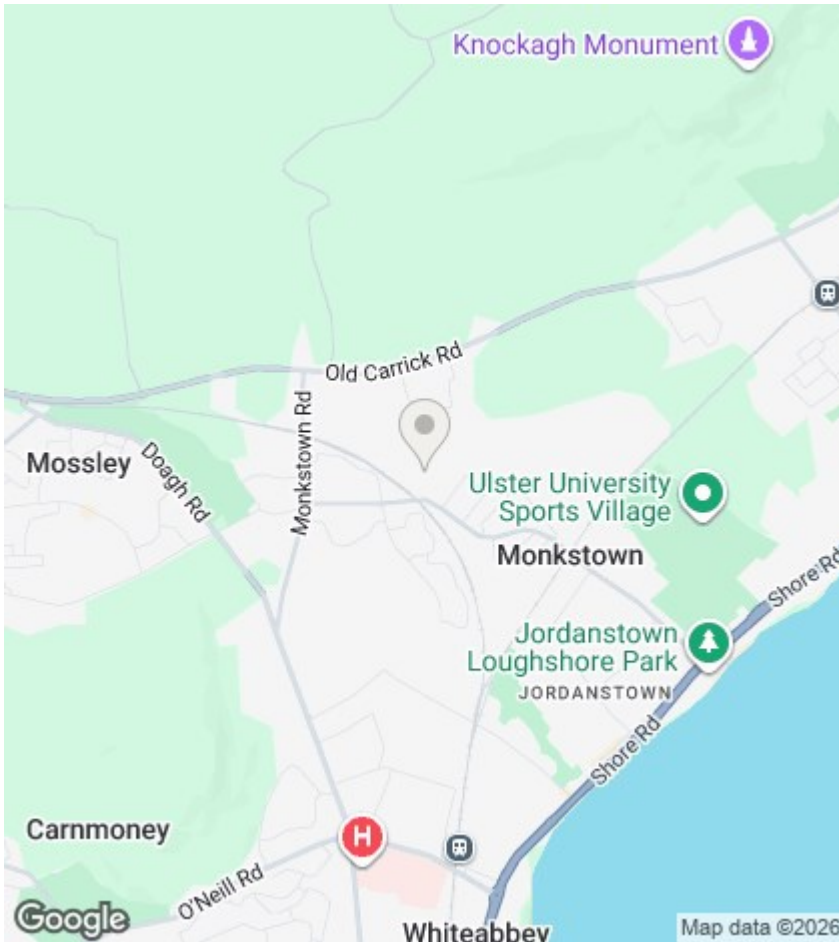 Knockagh Monument
Old Carrick Rd
Monkstown Rd
Mossley
Doagh Rd
Ulster University
Sports Village
Monkstown
Shore Rd
Jordanstown
Loughshore Park
JORDANSTOWN
Shore Rd
Carnmoney
H
O'Neill Rd
Whiteabbey
Google
Map data ©2026